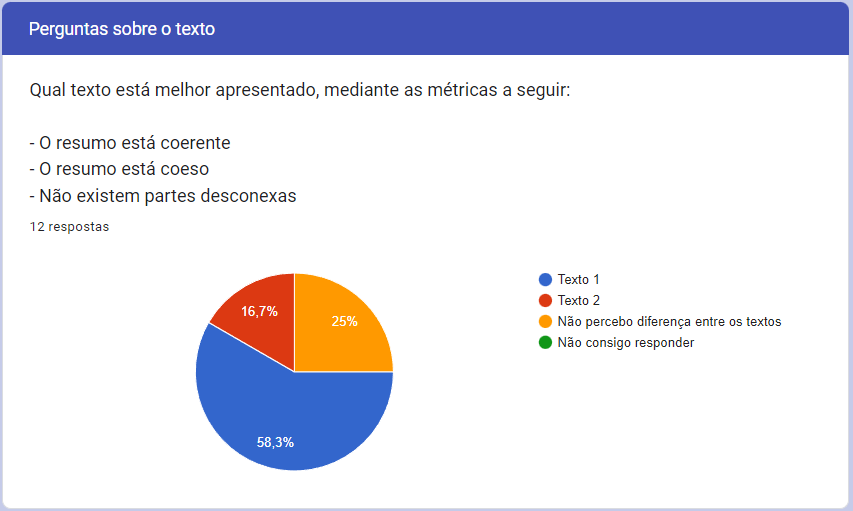 Perguntas sobre o texto
Qual texto está melhor apresentado, mediante as métricas a seguir:
- O resumo está coerente
- O resumo está coeso
- Não existem partes desconexas
12 respostas
Texto 1
Texto 2
Não percebo diferença entre os textos
Não consigo responder
16,7%
25%
58,3%